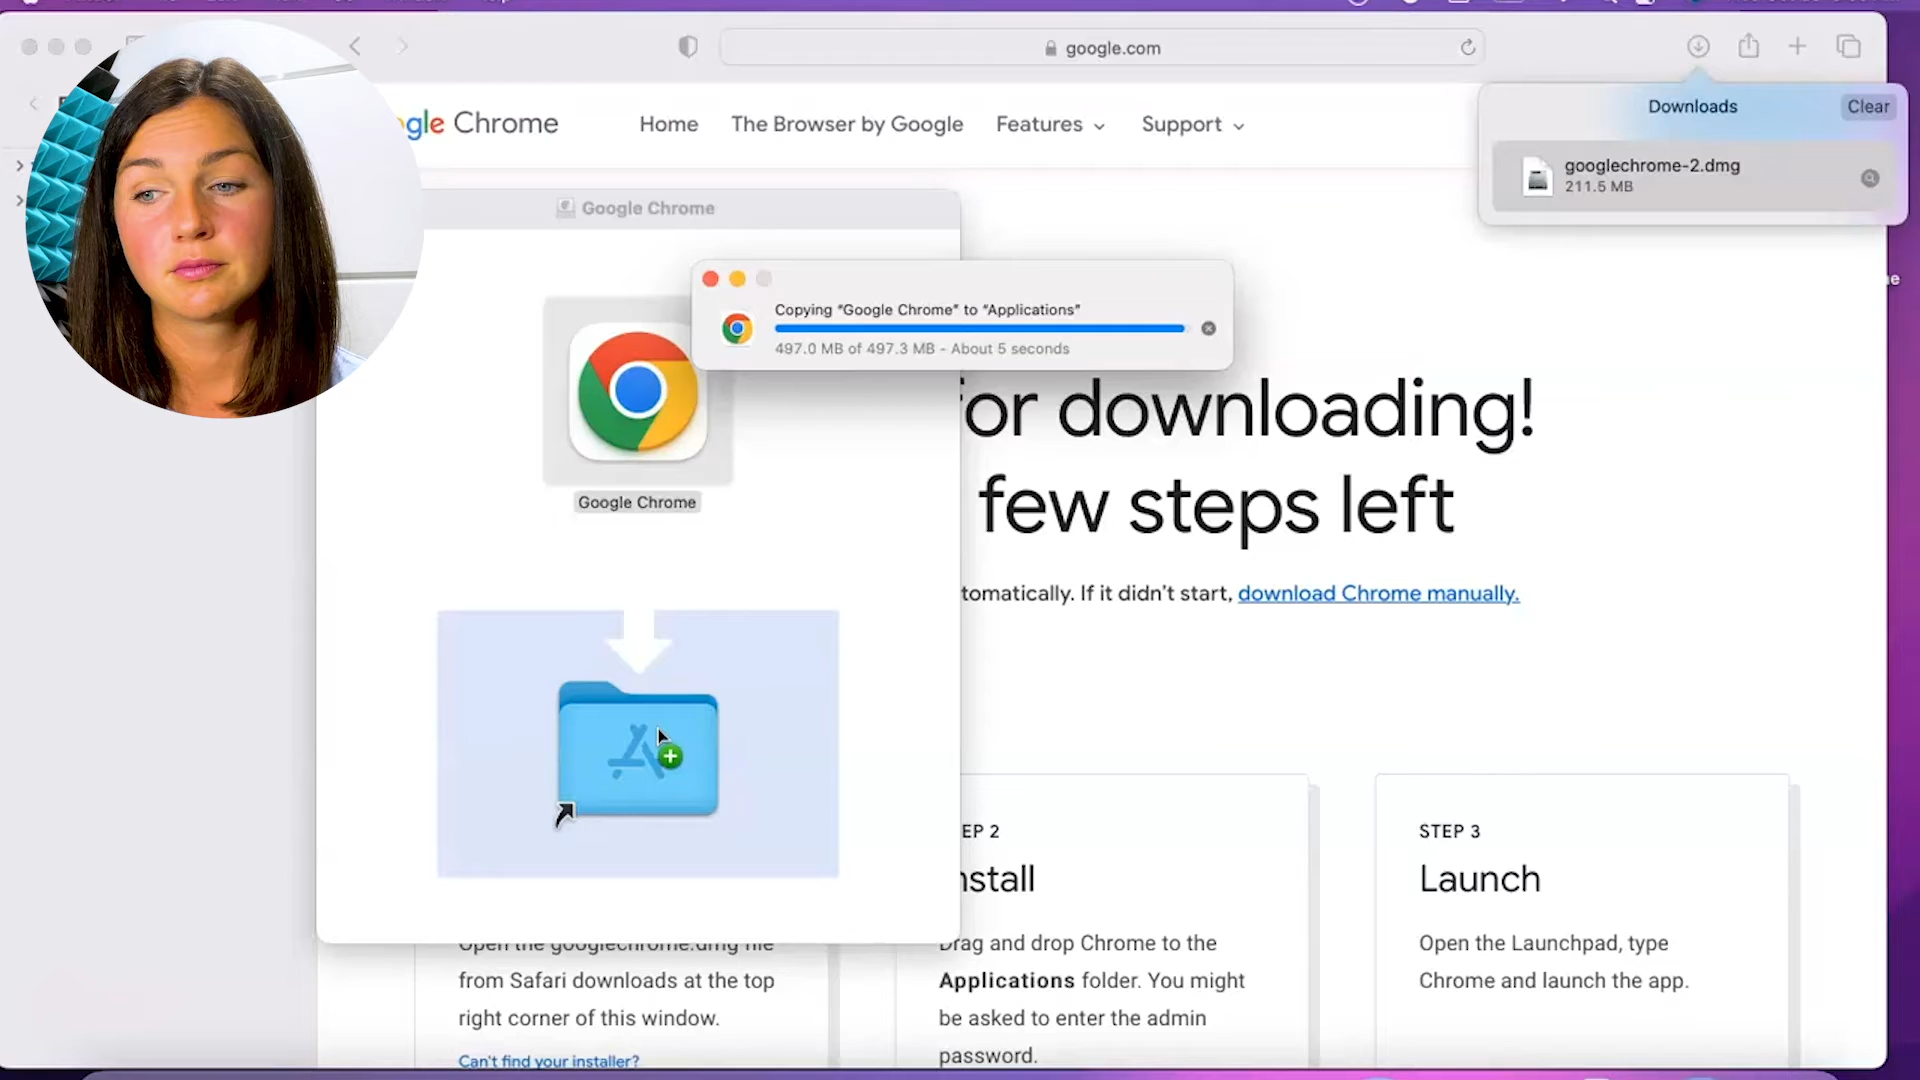 google.com
gle Chrome
Home
The Browser by Google
Features
Support
Downloads
Clear
googlechrome-2.dmg
211.5 MB
Google Chrome
Copying “Google Chrome” to “Applications”
497.0 MB of 497.3 MB - About 5 seconds
Google Chrome
or downloading!
few steps left
tomatically. If it didn't start, download Chrome manually.
Open the googlechrome.dmg file
from Safari downloads at the top
right corner of this window.
Can't find your installer?
EP 2
nstall
Drag and drop Chrome to the
Applications folder. You might
be asked to enter the admin
password.
STEP 3
Launch
Open the Launchpad, type
Chrome and launch the app.